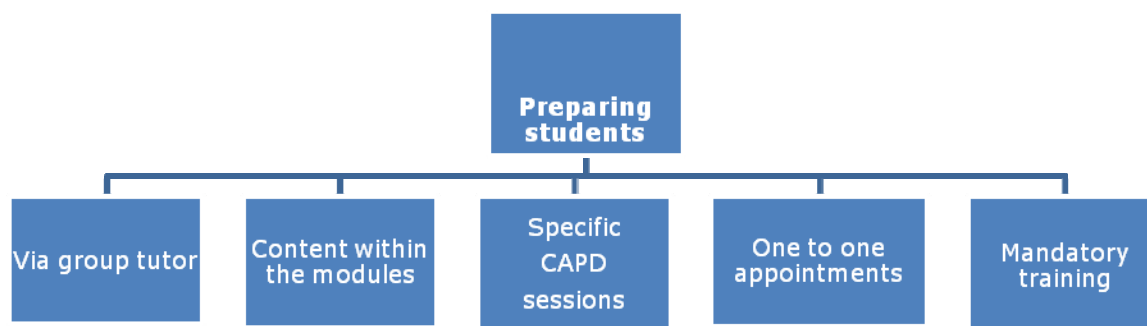 Preparing
students
Via group tutor
Content within
the modules
Specific
CAPD
sessions
One to one
appointments
Mandatory
training